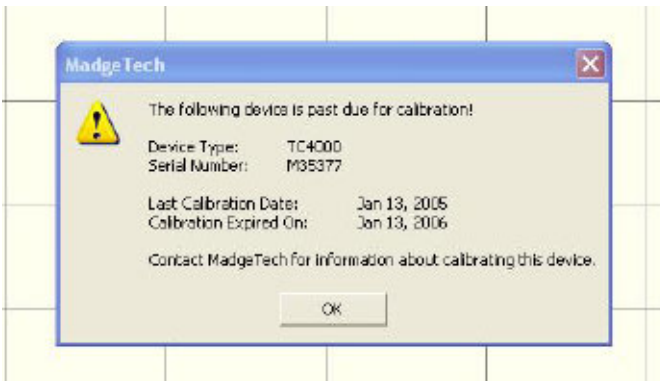 MadgeTech
The following device is past due for calibration!
Device Type: TC4000
Serial Number: M35377
Last Calibration Date: Jan 13, 2005
Calibration Expired On: Jan 13, 2006
Contact MadgeTech for information about calibrating this device.
OK